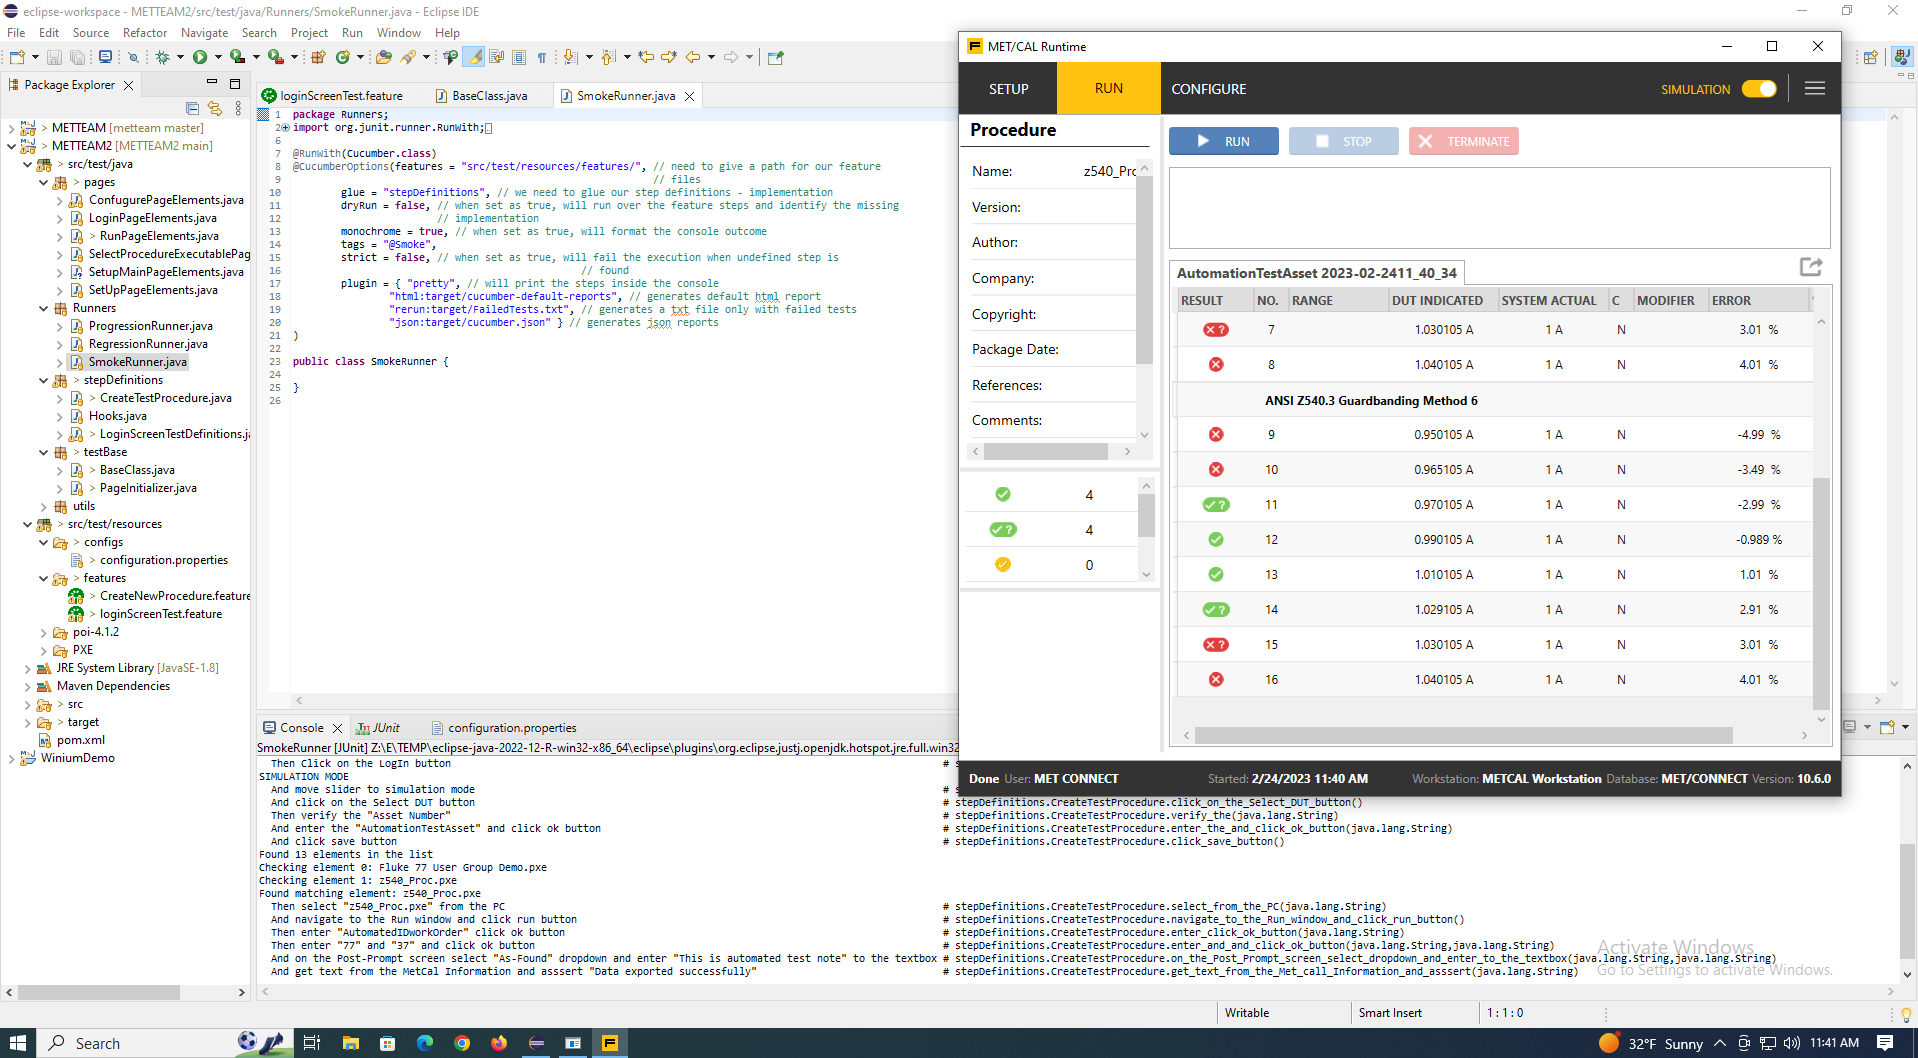 eclipse-workspace - METTEAM2/src/test/java/Runners/SmokeRunner.java - Eclipse IDE
File Edit Source Refactor Navigate Search Project Run Window Help
Package Explorer
> METTEAM [metteam master]
> METTEAM2 [METTEAM2 main]
> src/test/java
> pages
ConfugurePageElements.java
LoginPageElements.java
> RunPageElements.java
SelectProcedureExecutablePag
SetupMainPageElements.java
SetUpPageElements.java
Runners
ProgressionRunner.java
RegressionRunner.java
SmokeRunner.java
> stepDefinitions
> CreateTestProcedure.java
Hooks.java
> LoginScreenTestDefinitions.ja
> testBase
> BaseClass.java
> PageInitializer.java
utils
> src/test/resources
> configs
> configuration.properties
> features
> CreateNewProcedure.feature
> loginScreenTest.feature
poi-4.1.2
PXE
JRE System Library [JavaSE-1.8]
Maven Dependencies
> src
> target
pom.xml
WiniumDemo
loginScreenTest.feature BaseClass.java SmokeRunner.java
1 package Runners;
2 import org.junit.runner.RunWith;
6
7 @RunWith(Cucumber.class)
8 @CucumberOptions(features = "src/test/resources/features/", // need to give a path for our feature
9 // files
10 glue = "stepDefinitions", // we need to glue our step definitions - implementation
11 dryRun = false, // when set as true, will run over the feature steps and identify the missing
12 // implementation
13 monochrome = true, // when set as true, will format the console outcome
14 tags = "@Smoke",
15 strict = false, // when set as true, will fail the execution when undefined step is
16 // found
17 plugin = { "pretty", // will print the steps inside the console
18 "html:target/cucumber-default-reports", // generates default html report
19 "rerun:target/FailedTests.txt", // generates a txt file only with failed tests
20 "json:target/cucumber.json" } // generates json reports
21 )
22
23 public class SmokeRunner {
24
25 }
26
MET/CAL Runtime
SETUP RUN CONFIGURE SIMULATION
Procedure
Name: z540_Prc
Version:
Author:
Company:
Copyright:
Package Date:
References:
Comments:
4
4
0
RUN STOP TERMINATE
AutomationTestAsset 2023-02-2411_40_34
RESULT NO. RANGE DUT INDICATED SYSTEM ACTUAL C MODIFIER ERROR
7 1.030105 A 1 A N 3.01 %
8 1.040105 A 1 A N 4.01 %
ANSI Z540.3 Guardbanding Method 6
9 0.950105 A 1 A N -4.99 %
10 0.965105 A 1 A N -3.49 %
11 0.970105 A 1 A N -2.99 %
12 0.990105 A 1 A N -0.989 %
13 1.010105 A 1 A N 1.01 %
14 1.029105 A 1 A N 2.91 %
15 1.030105 A 1 A N 3.01 %
16 1.040105 A 1 A N 4.01 %
Done User: MET CONNECT Started: 2/24/2023 11:40 AM Workstation: METCAL Workstation Database: MET/CONNECT Version: 10.6.0
Console JUnit configuration.properties
SmokeRunner [JUnit] Z:\E\TEMP\eclipse-java-2022-12-R-win32-x86_64\eclipse\plugins\org.eclipse.justj.openjdk.hotspot.jre.full.win32
Then Click on the LogIn button # s
SIMULATION MODE
And move slider to simulation mode # s
And click on the Select DUT button # stepDefinitions.CreateTestProcedure.click_on_the_Select_DUT_button()
Then verify the "Asset Number" # stepDefinitions.CreateTestProcedure.verify_the(java.lang.String)
And enter the "AutomationTestAsset" and click ok button # stepDefinitions.CreateTestProcedure.enter_the_and_click_ok_button(java.lang.String)
And click save button # stepDefinitions.CreateTestProcedure.click_save_button()
Found 13 elements in the list
Checking element 0: Fluke 77 User Group Demo.pxe
Checking element 1: z540_Proc.pxe
Found matching element: z540_Proc.pxe
Then select "z540_Proc.pxe" from the PC # stepDefinitions.CreateTestProcedure.select_from_the_PC(java.lang.String)
And navigate to the Run window and click run button # stepDefinitions.CreateTestProcedure.navigate_to_the_Run_window_and_click_run_button()
Then enter "AutomatedIDworkOrder" click ok button # stepDefinitions.CreateTestProcedure.enter_click_ok_button(java.lang.String)
Then enter "77" and "37" and click ok button # stepDefinitions.CreateTestProcedure.enter_and_and_click_ok_button(java.lang.String,java.lang.String)
And on the Post-Prompt screen select "As-Found" dropdown and enter "This is automated test note" to the textbox # stepDefinitions.CreateTestProcedure.on_the_Post_Prompt_screen_select_dropdown_and_enter_to_the_textbox(java.lang.String,java.lang.String)
And get text from the MetCal Information and asssert "Data exported successfully" # stepDefinitions.CreateTestProcedure.get_text_from_the_Met_call_Information_and_asssert(java.lang.String)
Activate Windows
Go to Settings to activate Windows.
Writable Smart Insert 1 : 1 : 0
Search 32°F Sunny 11:41 AM